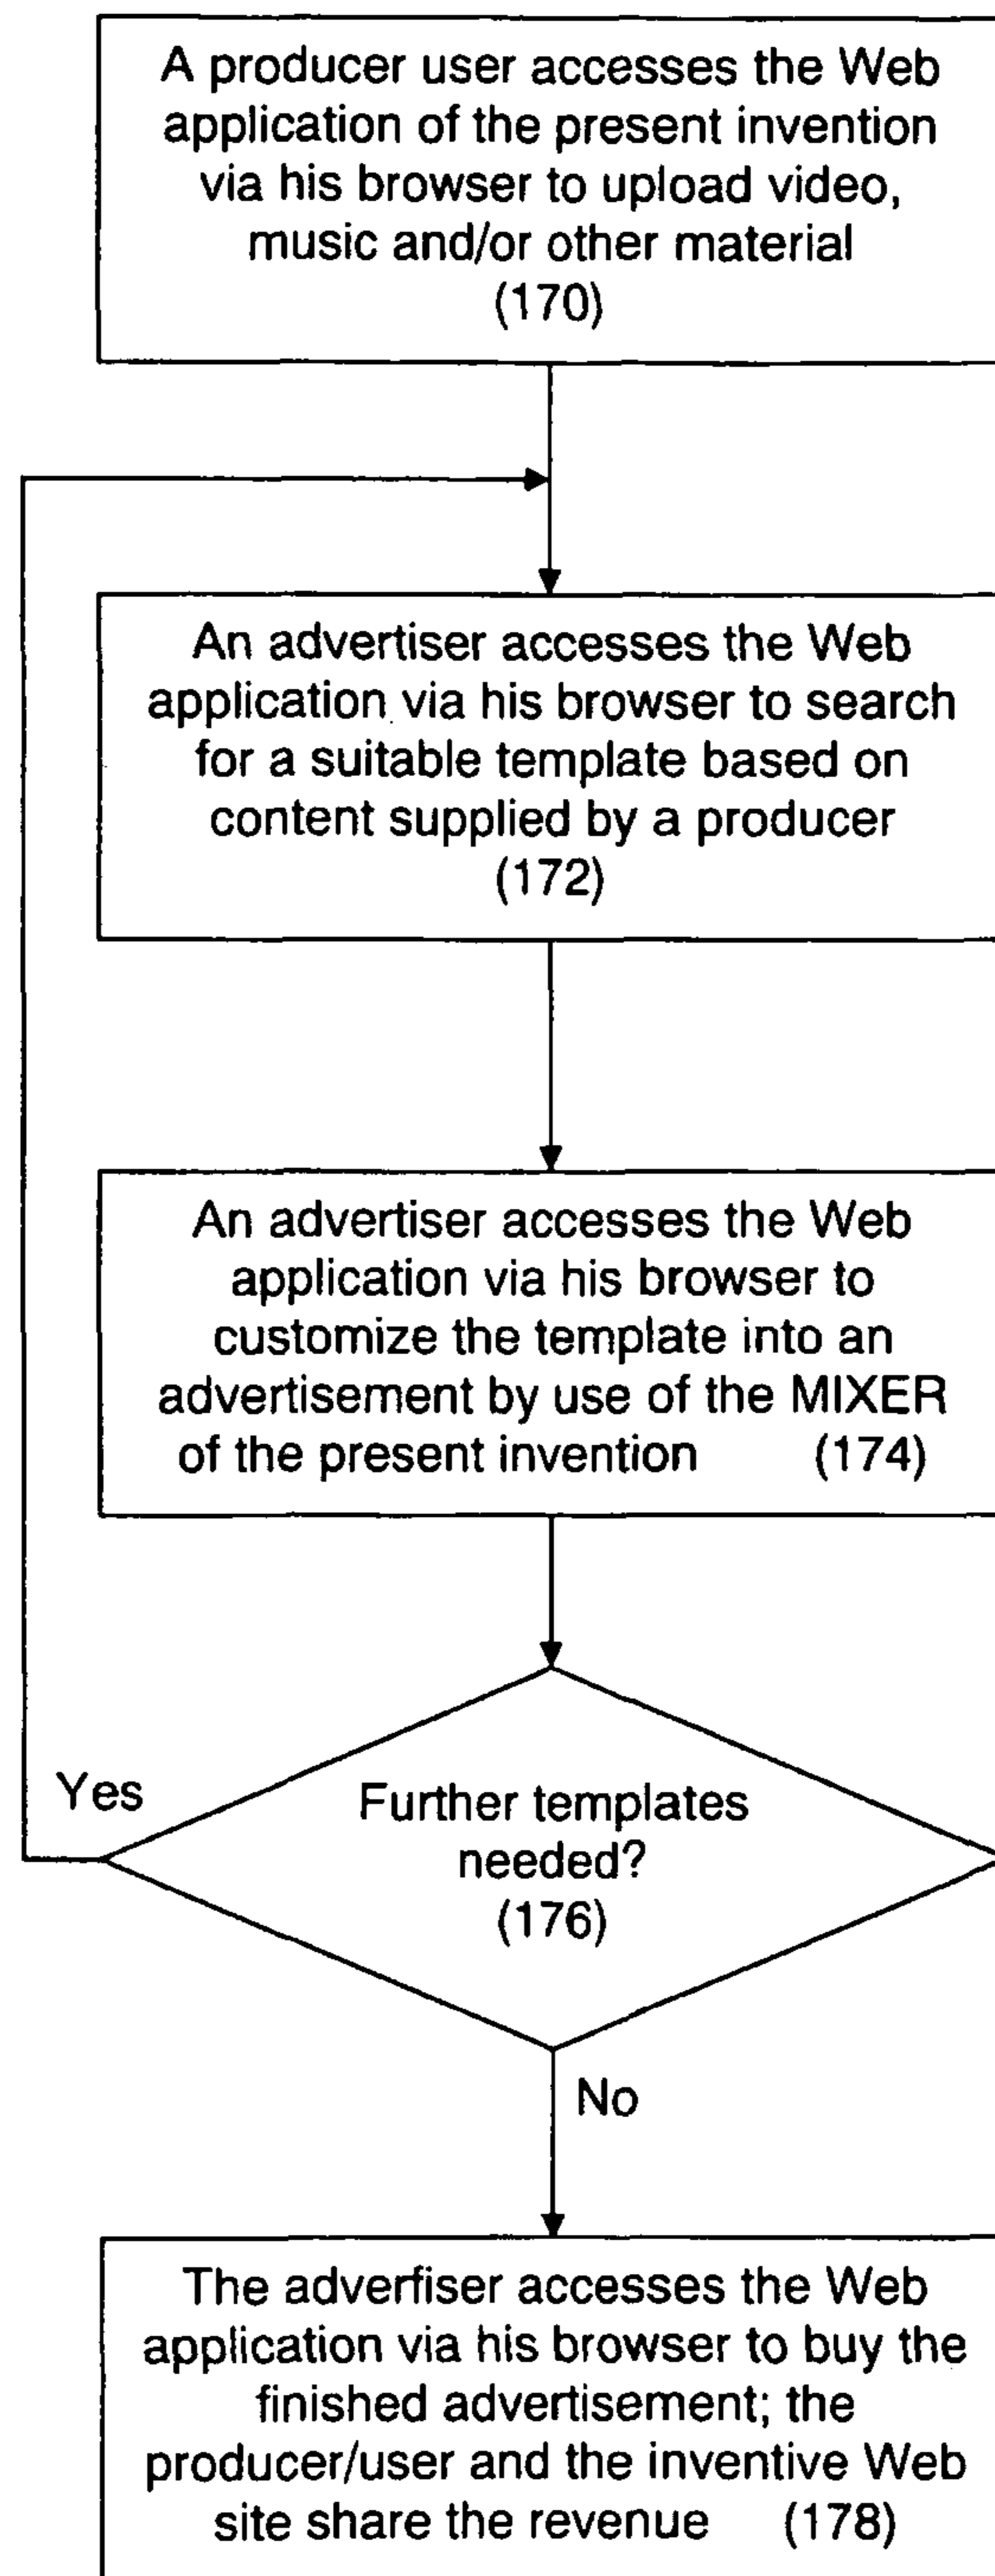 A producer user accesses the Web
application of the present invention
via his browser to upload video,
music and/or other material
(170)
An advertiser accesses the Web
application via his browser to search
for a suitable template based on
content supplied by a producer
(172)
An advertiser accesses the Web
application via his browser to
customize the template into an
advertisement by use of the MIXER
of the present invention (174)
Yes
Further templates
needed?
(176)
No
The advertiser accesses the Web
application via his browser to buy the
finished advertisement; the
producer/user and the inventive Web
site share the revenue (178)